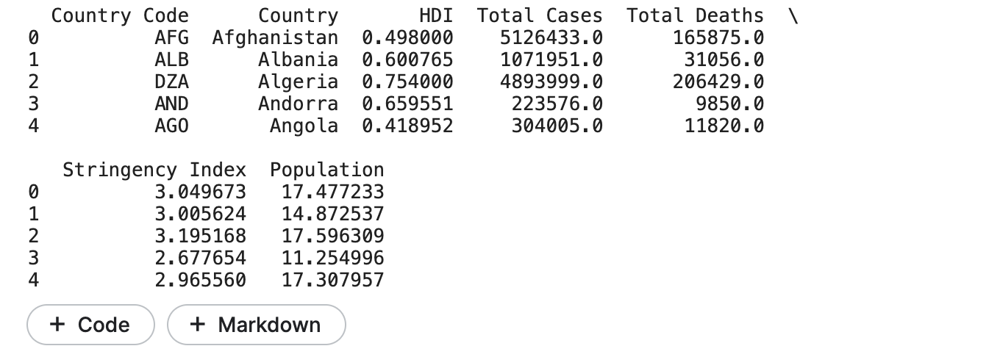 Country Code Country HDI Total Cases Total Deaths \
0 AFG Afghanistan 0.498000 5126433.0 165875.0
1 ALB Albania 0.600765 1071951.0 31056.0
2 DZA Algeria 0.754000 4893999.0 206429.0
3 AND Andorra 0.659551 223576.0 9850.0
4 AGO Angola 0.418952 304005.0 11820.0
Stringency Index Population
0 3.049673 17.477233
1 3.005624 14.872537
2 3.195168 17.596309
3 2.677654 11.254996
4 2.965560 17.307957
+ Code + Markdown